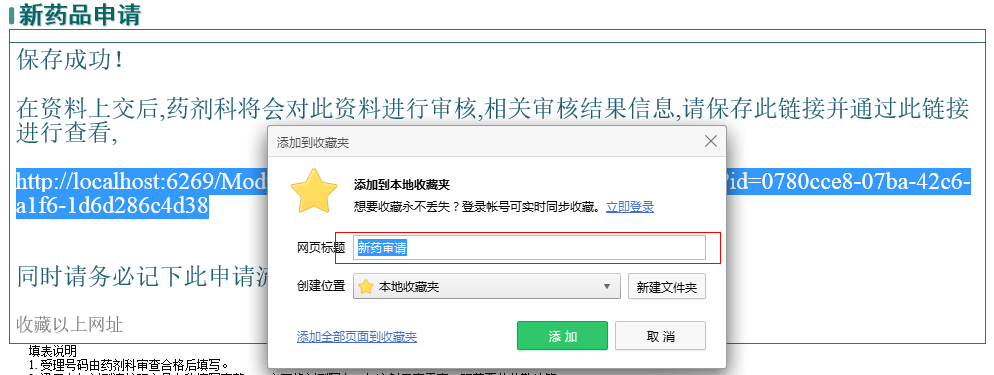 新药品申请
保存成功！
在资料上交后,药剂科将会对此资料进行审核,相关审核结果信息,请保存此链接并通过此链接
进行查看,
http://localhost:6269/Mod
?id=0780cce8-07ba-42c6-
a1f6-1d6d286c4d38
同时请务必记下此申请流
收藏以上网址
添加到收藏夹
添加到本地收藏夹
想要收藏永不丢失？登录帐号可实时同步收藏。立即登录
网页标题 新药审请
创建位置 本地收藏夹 新建文件夹
添加全部页面到收藏夹 添 加 取 消
填表说明
1. 受理号码由药剂科审查合格后填写。